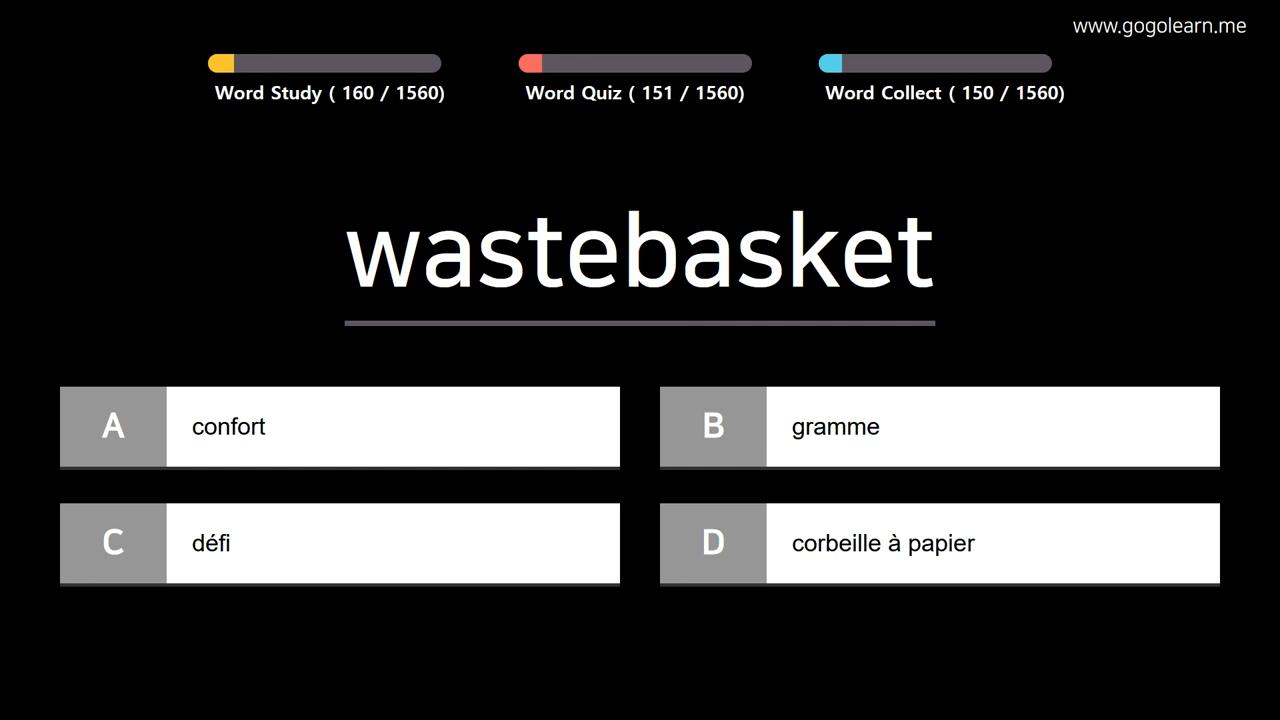 www.gogolearn.me
Word Study ( 160 / 1560)
Word Quiz ( 151 / 1560)
Word Collect ( 150 / 1560)
wastebasket
A confort
B gramme
C défi
D corbeille à papier